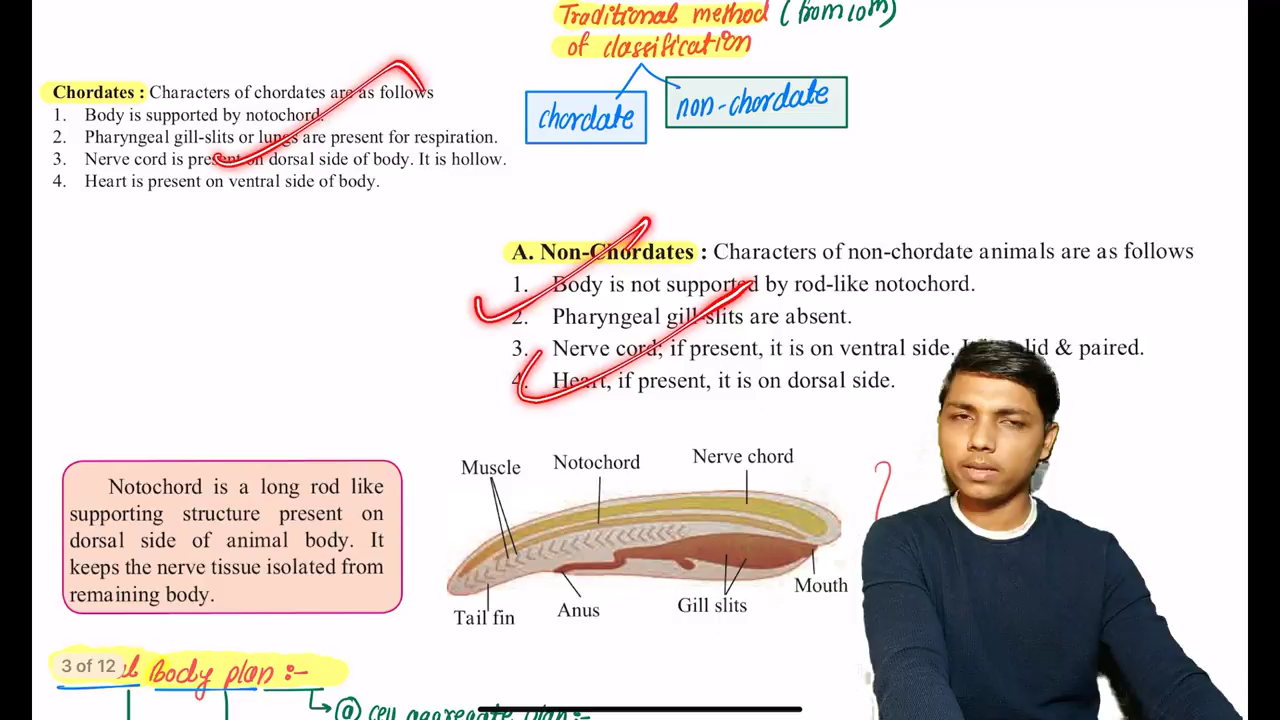 Traditional method (from 10th)
of classification
chordate
non-chordate
Chordates : Characters of chordates are as follows
1. Body is supported by notochord.
2. Pharyngeal gill-slits or lungs are present for respiration.
3. Nerve cord is present on dorsal side of body. It is hollow.
4. Heart is present on ventral side of body.
A. Non-Chordates : Characters of non-chordate animals are as follows
1. Body is not supported by rod-like notochord.
2. Pharyngeal gill-slits are absent.
3. Nerve cord, if present, it is on ventral side. & paired.
4. Heart, if present, it is on dorsal side.
Notochord is a long rod like
supporting structure present on
dorsal side of animal body. It
keeps the nerve tissue isolated from
remaining body.
Muscle
Notochord
Nerve chord
Mouth
Gill slits
Anus
Tail fin
3 of 12
Body plan :-
@ cell aggregate plan :-